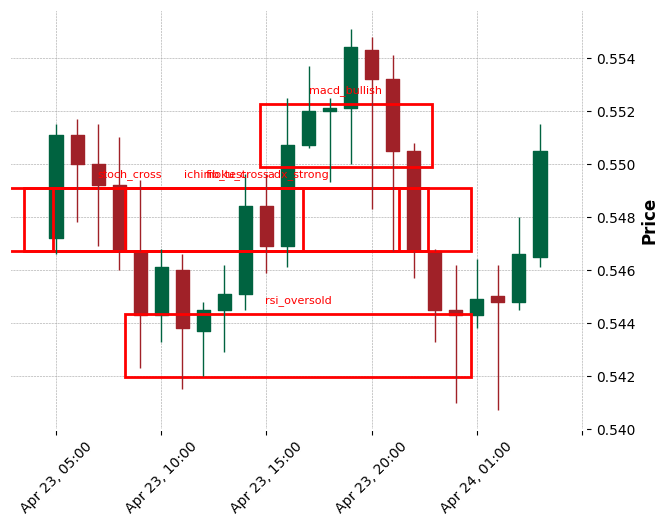 macd_bullish
stoch_cross
adx_strong
rsi_oversold
0.554
0.552
0.550
0.548
0.546
0.544
0.542
0.540
Price
Apr 23, 05:00
Apr 23, 10:00
Apr 23, 15:00
Apr 23, 20:00
Apr 24, 01:00